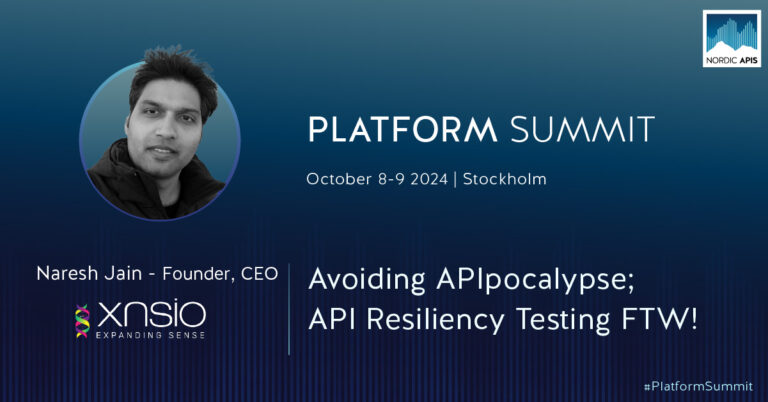 NORDIC APIS
PLATFORM SUMMIT
October 8-9 2024 | Stockholm
Naresh Jain - Founder, CEO
xnsio
EXPANDING SENSE
Avoiding APIpocalypse;
API Resiliency Testing FTW!
#PlatformSummit